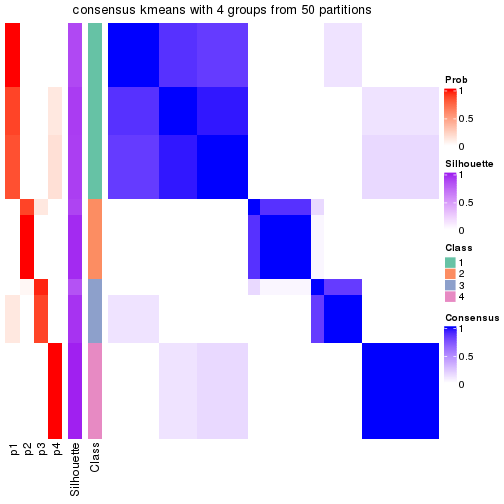 consensus kmeans with 4 groups from 50 partitions
Prob
1
0.5
0
Silhouette
1
0.5
0
Class
1
2
3
4
Consensus
1
0.5
0
p1
p2
p3
p4
Silhouette
Class